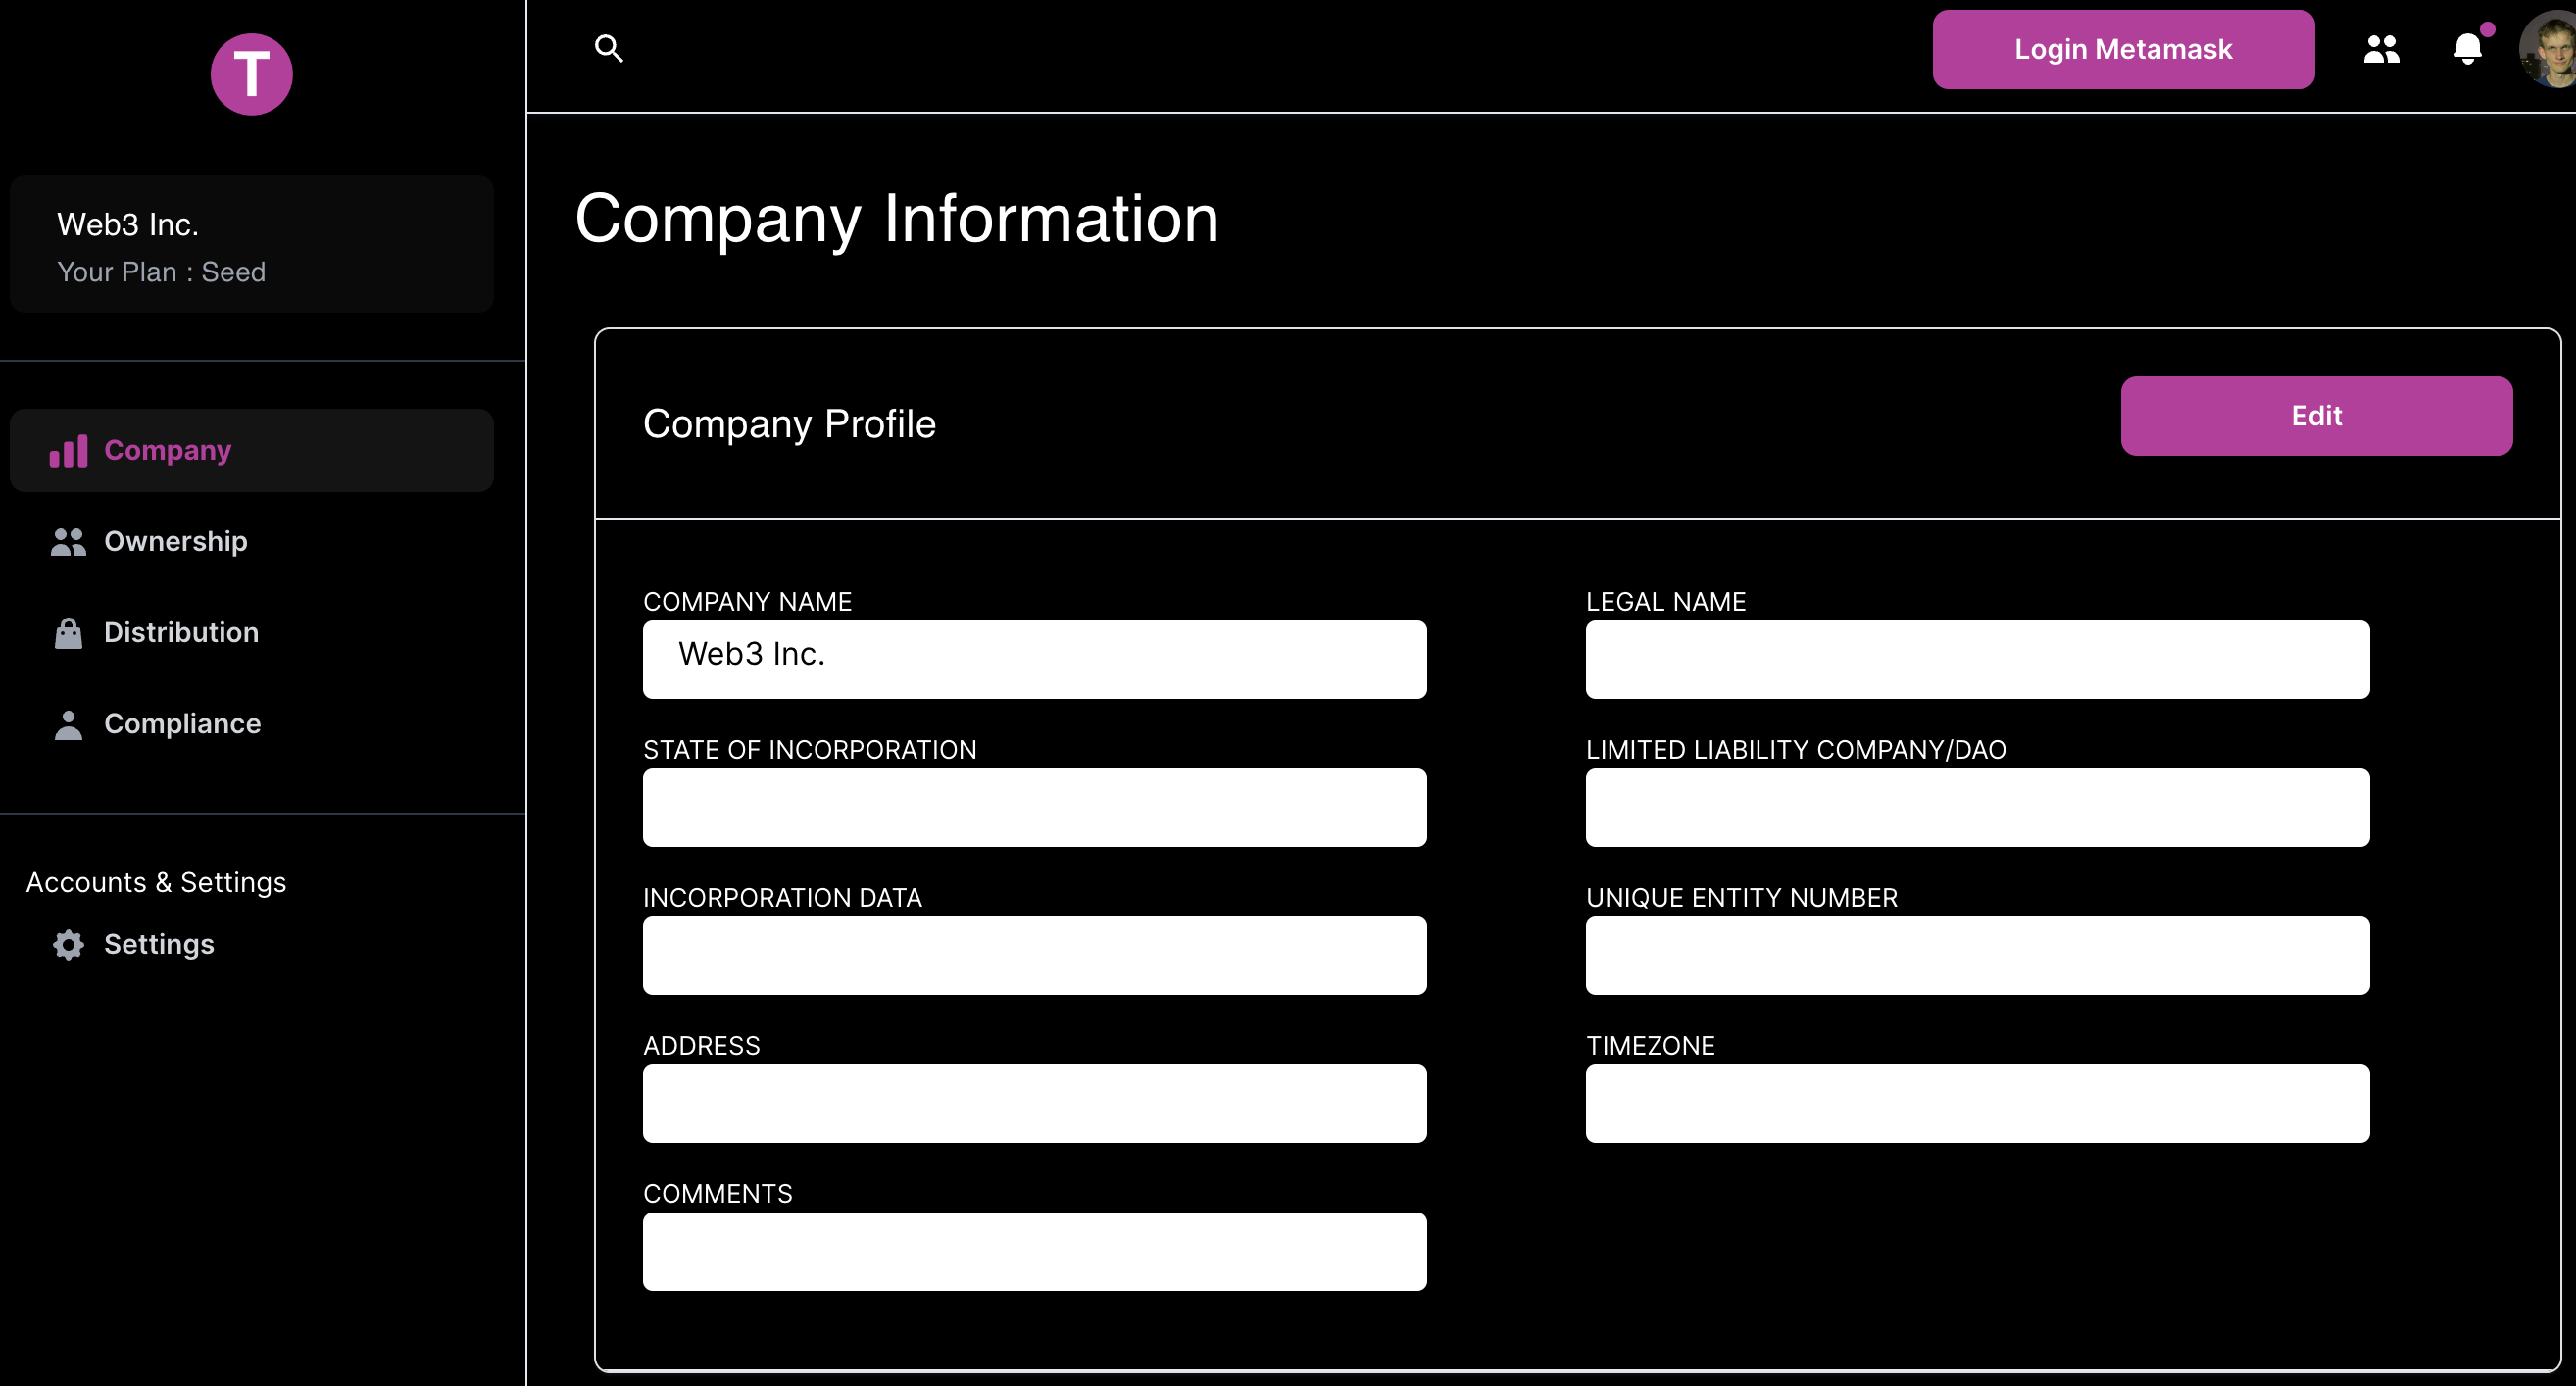 T
Web3 Inc.
Your Plan : Seed
Company
Ownership
Distribution
Compliance
Accounts & Settings
Settings
Login Metamask
Company Information
Company Profile
Edit
COMPANY NAME
Web3 Inc.
LEGAL NAME
STATE OF INCORPORATION
LIMITED LIABILITY COMPANY/DAO
INCORPORATION DATA
UNIQUE ENTITY NUMBER
ADDRESS
TIMEZONE
COMMENTS